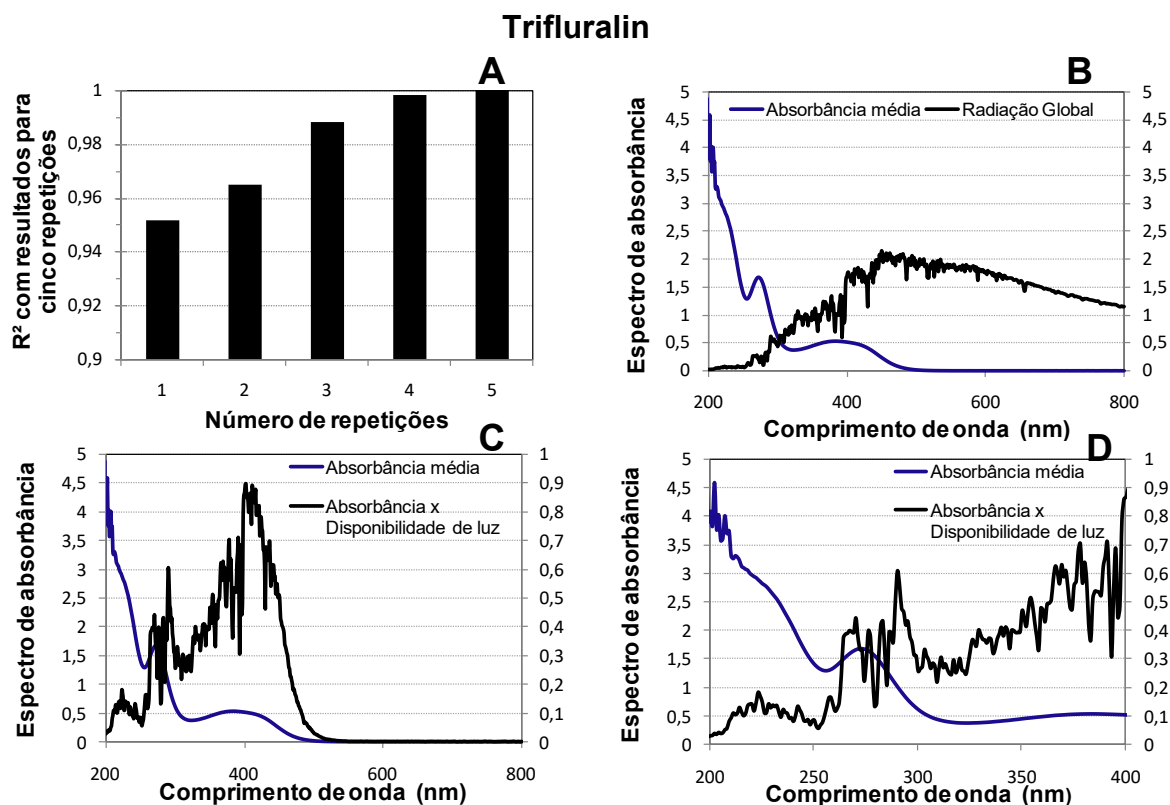 Trifluralin
A
R² com resultados para
cinco repetições
1
0,98
0,96
0,94
0,92
0,9
1 2 3 4 5
Número de repetições
B
Absorbância média Radiação Global
Espectro de absorbância
5
4,5
4
3,5
3
2,5
2
1,5
1
0,5
0
5
4,5
4
3,5
3
2,5
2
1,5
1
0,5
0
200 400 600 800
Comprimento de onda (nm)
C
Absorbância média
Absorbância x
Disponibilidade de luz
Espectro de absorbância
5
4,5
4
3,5
3
2,5
2
1,5
1
0,5
0
1
0,9
0,8
0,7
0,6
0,5
0,4
0,3
0,2
0,1
0
200 400 600 800
Comprimento de onda (nm)
D
Absorbância média
Absorbância x
Disponibilidade de luz
Espectro de absorbância
5
4,5
4
3,5
3
2,5
2
1,5
1
0,5
0
1
0,9
0,8
0,7
0,6
0,5
0,4
0,3
0,2
0,1
0
200 250 300 350 400
Comprimento de onda (nm)